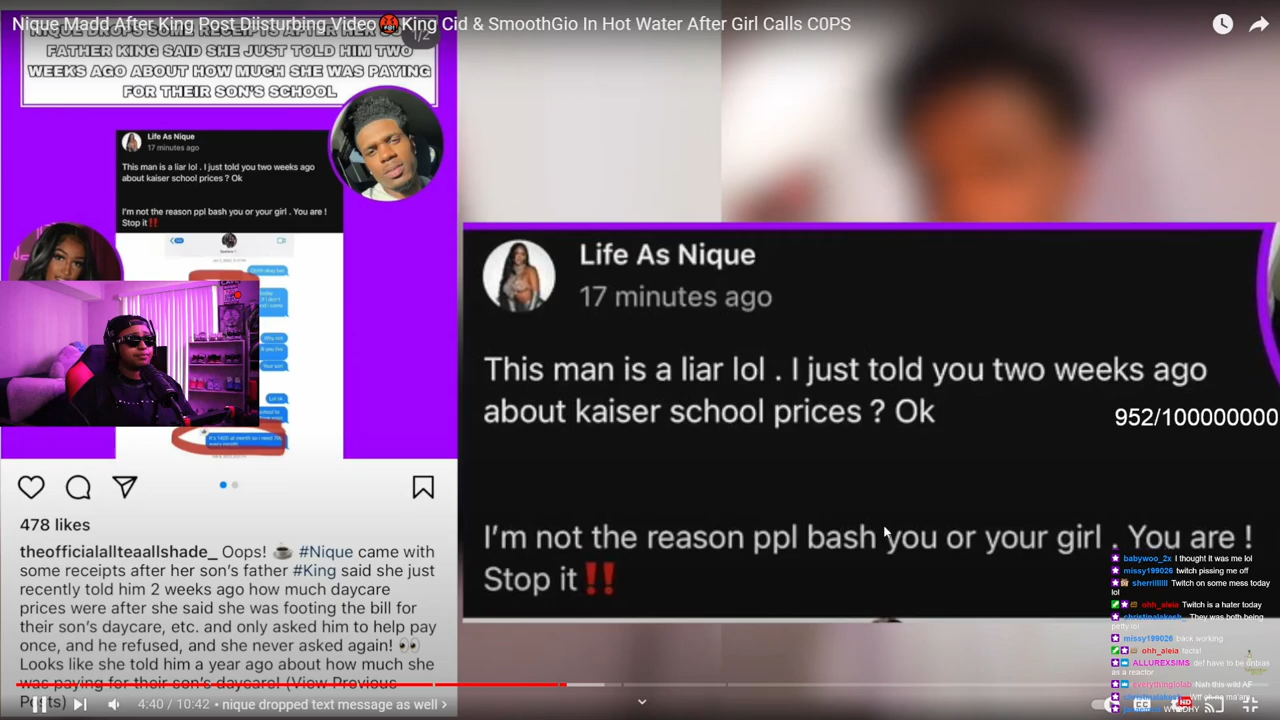 Nique Madd After King Post Diisturbing Video🤬King Cid & SmoothGio In Hot Water After Girl Calls C0PS
1/2
FATHER KING SAID SHE JUST TOLD HIM TWO
WEEKS AGO ABOUT HOW MUCH SHE WAS PAYING
FOR THEIR SON'S SCHOOL
Life As Nique
17 minutes ago
This man is a liar lol . I just told you two weeks ago
about kaiser school prices ? Ok
I'm not the reason ppl bash you or your girl . You are !
Stop it‼️
478 likes
theofficialallteaallshade_ Oops! ☕ #Nique came with
some receipts after her son's father #King said she just
recently told him 2 weeks ago how much daycare
prices were after she said she was footing the bill for
their son's daycare, etc. and only asked him to help pay
once, and he refused, and she never asked again! 👀
Looks like she told him a year ago about how much she
was paying for their son's daycare! (View Previous
Posts)
Life As Nique
17 minutes ago
This man is a liar lol . I just told you two weeks ago
about kaiser school prices ? Ok
I'm not the reason ppl bash you or your girl . You are !
Stop it‼️
952/100000000
babywoo_2x I thought it was me lol
missy199026 twitch pissing me off
sherrillllll Twitch on some mess today
lol
ohh_aleia Twitch is a hater today
They were both being
petty lol
missy199026 back working
ohh_aleia facts!
ALLUREXSIMS def have to be unbias
as a reactor
everythinglolab Nah this wild AF
4:40 / 10:42 • nique dropped text message as well
CC
HD